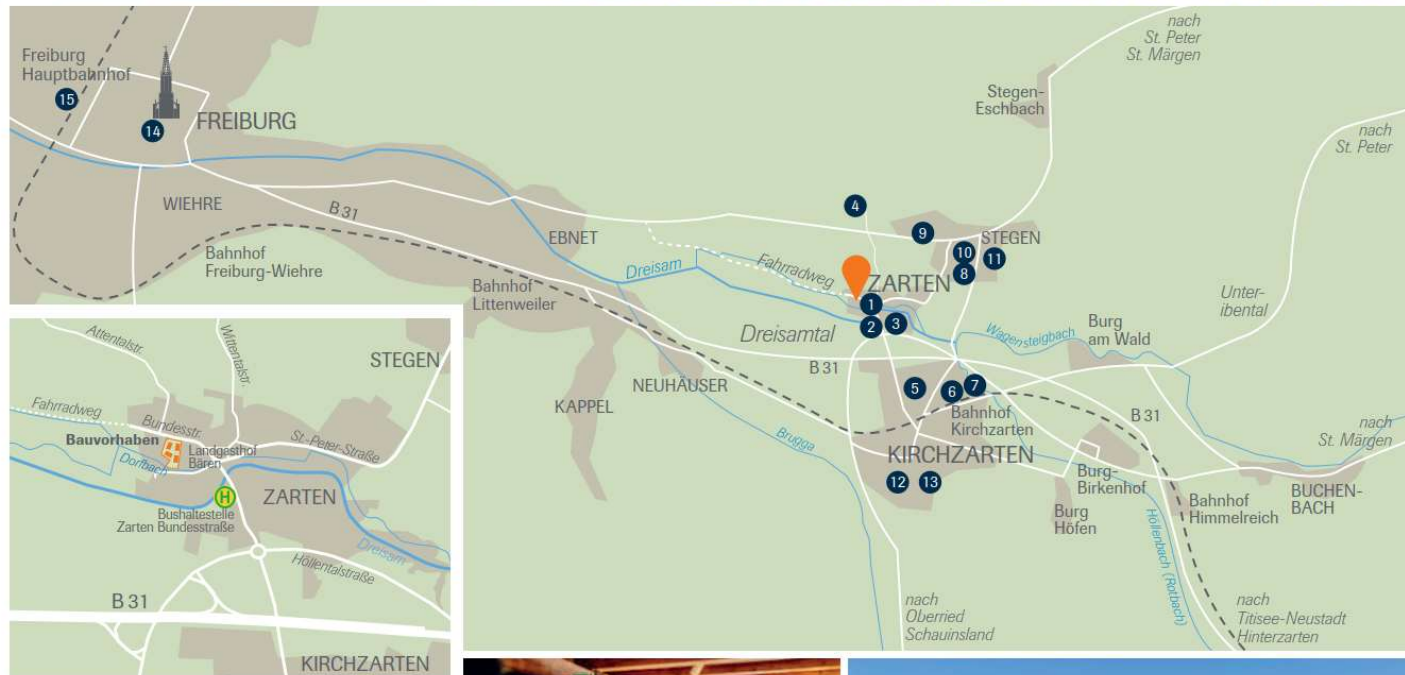 nach
St. Peter
St. Märgen
Freiburg
Hauptbahnhof
15
14
FREIBURG
Stegen-
Eschbach
nach
St. Peter
WIEHRE
B 31
4
9
STEGEN
10
11
8
EBNET
Bahnhof
Freiburg-Wiehre
Dreisam
Fahrradweg
ZARTEN
Bahnhof
Littenweiler
1
2
3
Unter-
ibental
Dreisamtal
Wagensteigbach
Burg
am Wald
B 31
NEUHÄUSER
KAPPEL
5
6
7
Bahnhof
Kirchzarten
B 31
nach
St. Märgen
Brugga
KIRCHZARTEN
12
13
Burg-
Birkenhof
Burg
Höfen
Bahnhof
Himmelreich
BUCHEN-
BACH
Höllenbach (Rotbach)
nach
Oberried
Schauinsland
nach
Titisee-Neustadt
Hinterzarten
Attentalstr.
Wittentalstr.
STEGEN
Fahrradweg
Bundesstr.
St.-Peter-Straße
Bauvorhaben
Landgasthof
Bären
Dorfbach
H
ZARTEN
Bushaltestelle
Zarten Bundesstraße
Dreisam
Höllentalstraße
B 31
KIRCHZARTEN